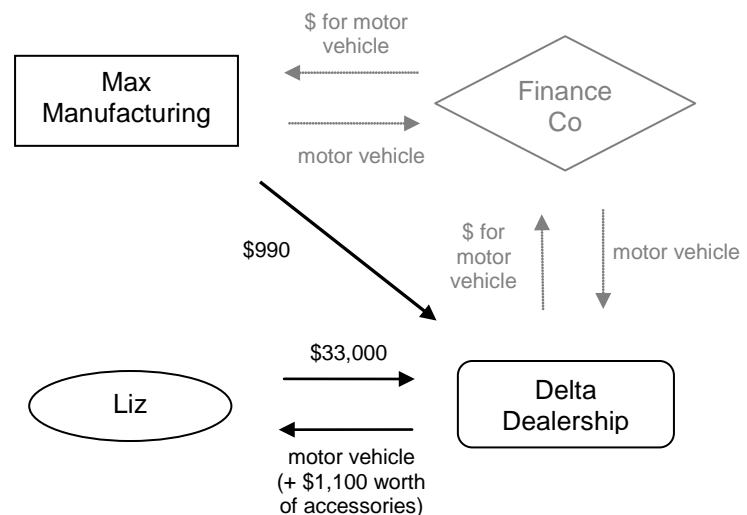 $ for motor
vehicle
Max
Manufacturing
Finance
Co
motor vehicle
$990
$ for
motor
vehicle
motor vehicle
$33,000
Liz
Delta
Dealership
motor vehicle
(+ $1,100 worth
of accessories)